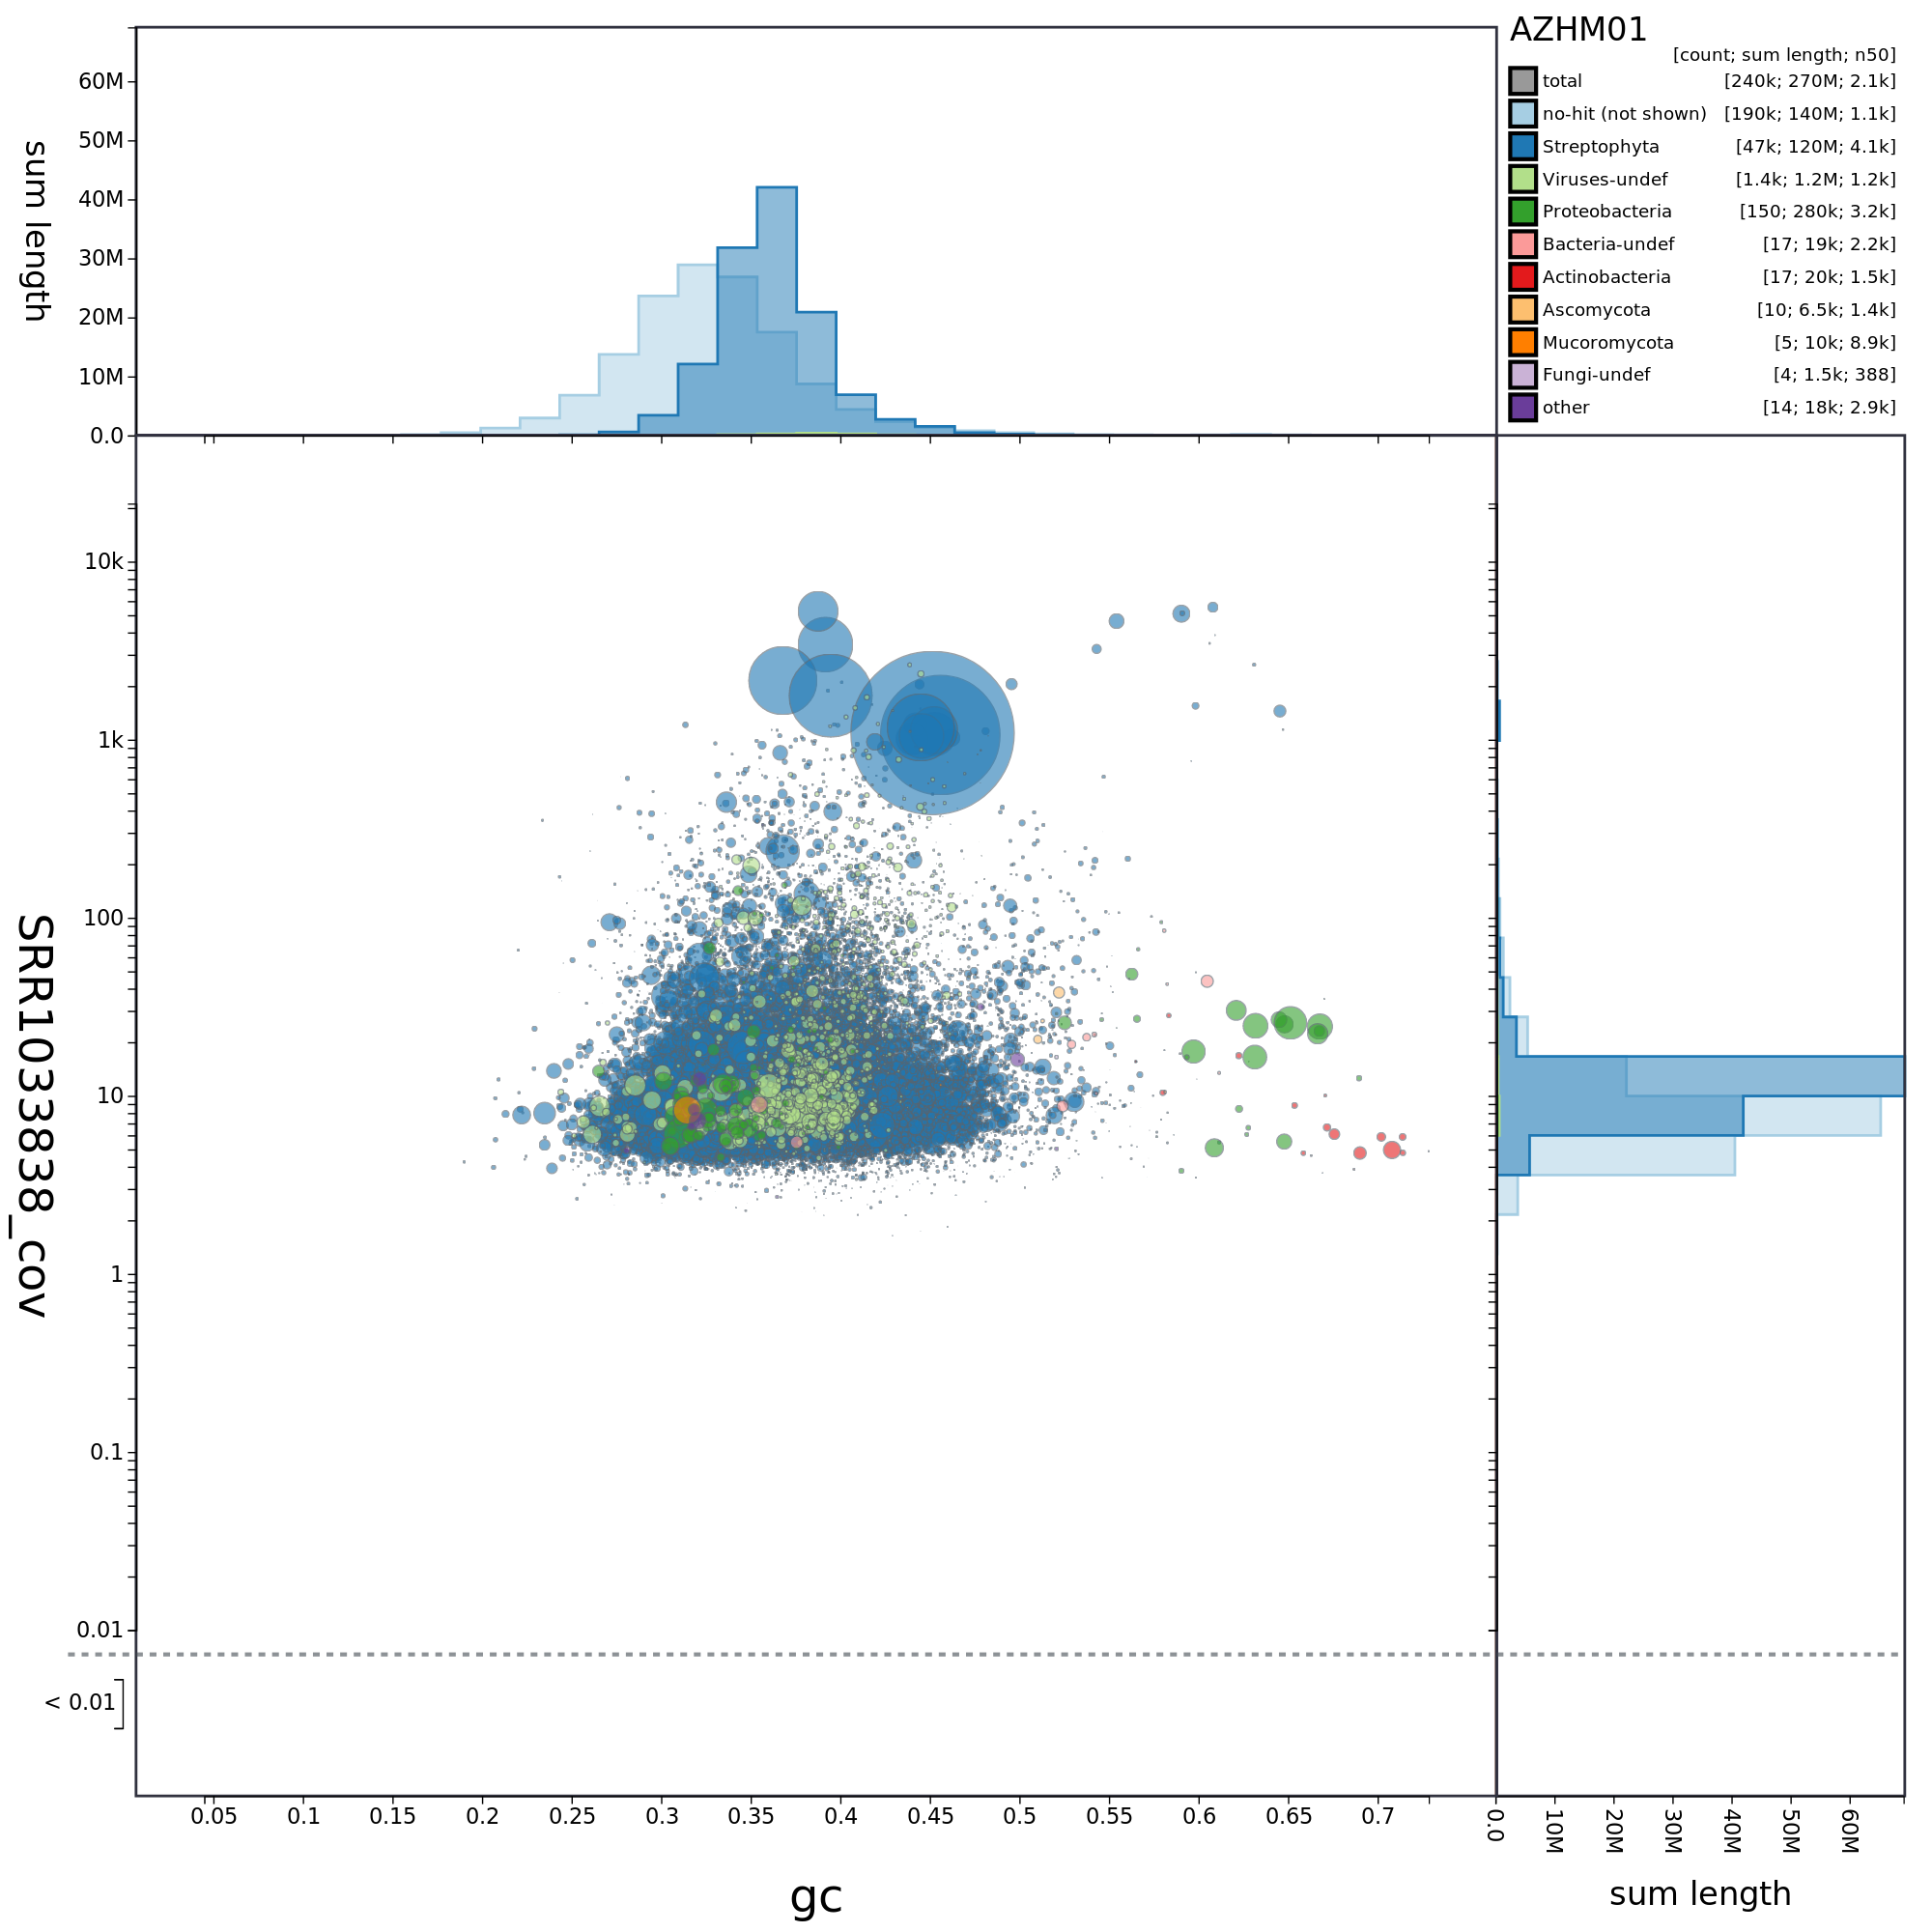 AZHM01
[count; sum length; n50]
total [240k; 270M; 2.1k]
no-hit (not shown) [190k; 140M; 1.1k]
Streptophyta [47k; 120M; 4.1k]
Viruses-undef [1.4k; 1.2M; 1.2k]
Proteobacteria [150; 280k; 3.2k]
Bacteria-undef [17; 19k; 2.2k]
Actinobacteria [17; 20k; 1.5k]
Ascomycota [10; 6.5k; 1.4k]
Mucoromycota [5; 10k; 8.9k]
Fungi-undef [4; 1.5k; 388]
other [14; 18k; 2.9k]
sum length
60M
50M
40M
30M
20M
10M
0.0
SRR1033838_cov
10k
1k
100
10
1
0.1
0.01
< 0.01
0.05 0.1 0.15 0.2 0.25 0.3 0.35 0.4 0.45 0.5 0.55 0.6 0.65 0.7
gc
0.0 10M 20M 30M 40M 50M 60M
sum length